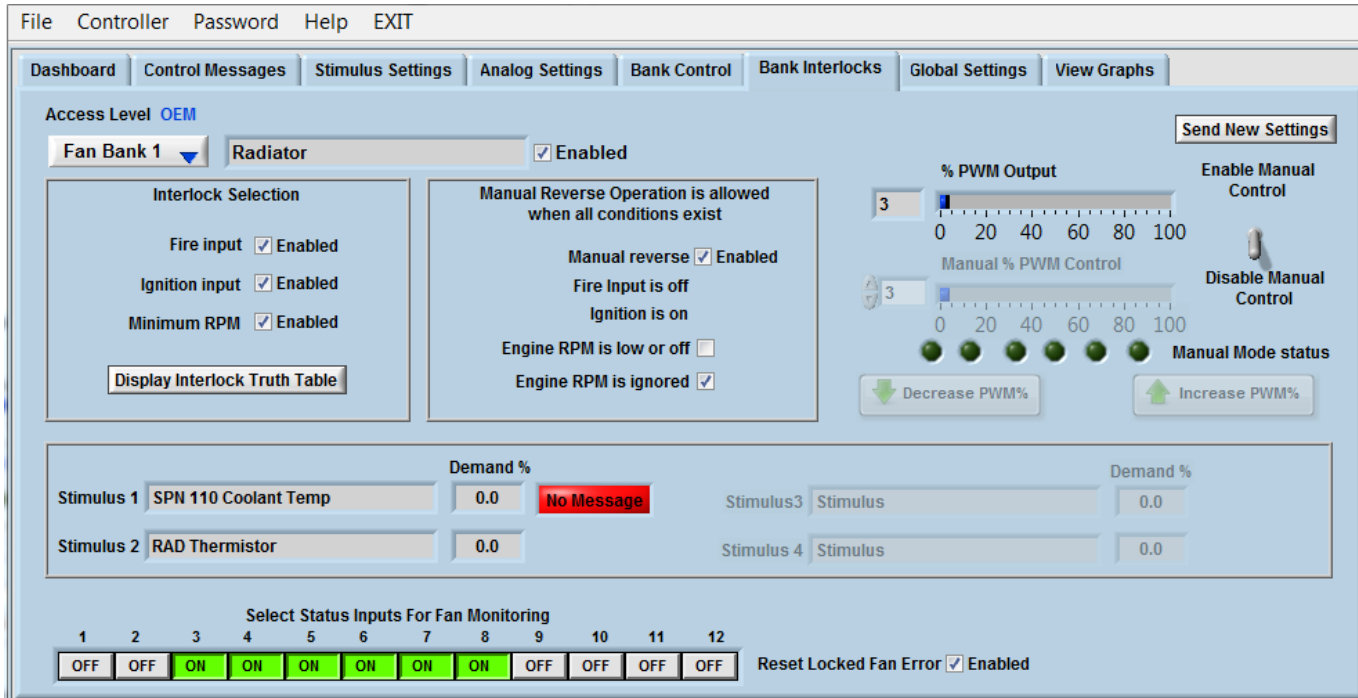 File Controller Password Help EXIT
Dashboard Control Messages Stimulus Settings Analog Settings Bank Control Bank Interlocks Global Settings View Graphs
Access Level OEM
Send New Settings
Fan Bank 1 Radiator Enabled
Interlock Selection
Fire input Enabled
Ignition input Enabled
Minimum RPM Enabled
Display Interlock Truth Table
Manual Reverse Operation is allowed
when all conditions exist
Manual reverse Enabled
Fire Input is off
Ignition is on
Engine RPM is low or off
Engine RPM is ignored
% PWM Output
3
0 20 40 60 80 100
Manual % PWM Control
3
0 20 40 60 80 100
Enable Manual
Control
Disable Manual
Control
Manual Mode status
Decrease PWM% Increase PWM%
Demand %
Stimulus 1 SPN 110 Coolant Temp 0.0 No Message
Stimulus 2 RAD Thermistor 0.0
Demand %
Stimulus3 Stimulus 0.0
Stimulus 4 Stimulus 0.0
Select Status Inputs For Fan Monitoring
1 2 3 4 5 6 7 8 9 10 11 12
OFF OFF ON ON ON ON ON ON OFF OFF OFF OFF
Reset Locked Fan Error Enabled